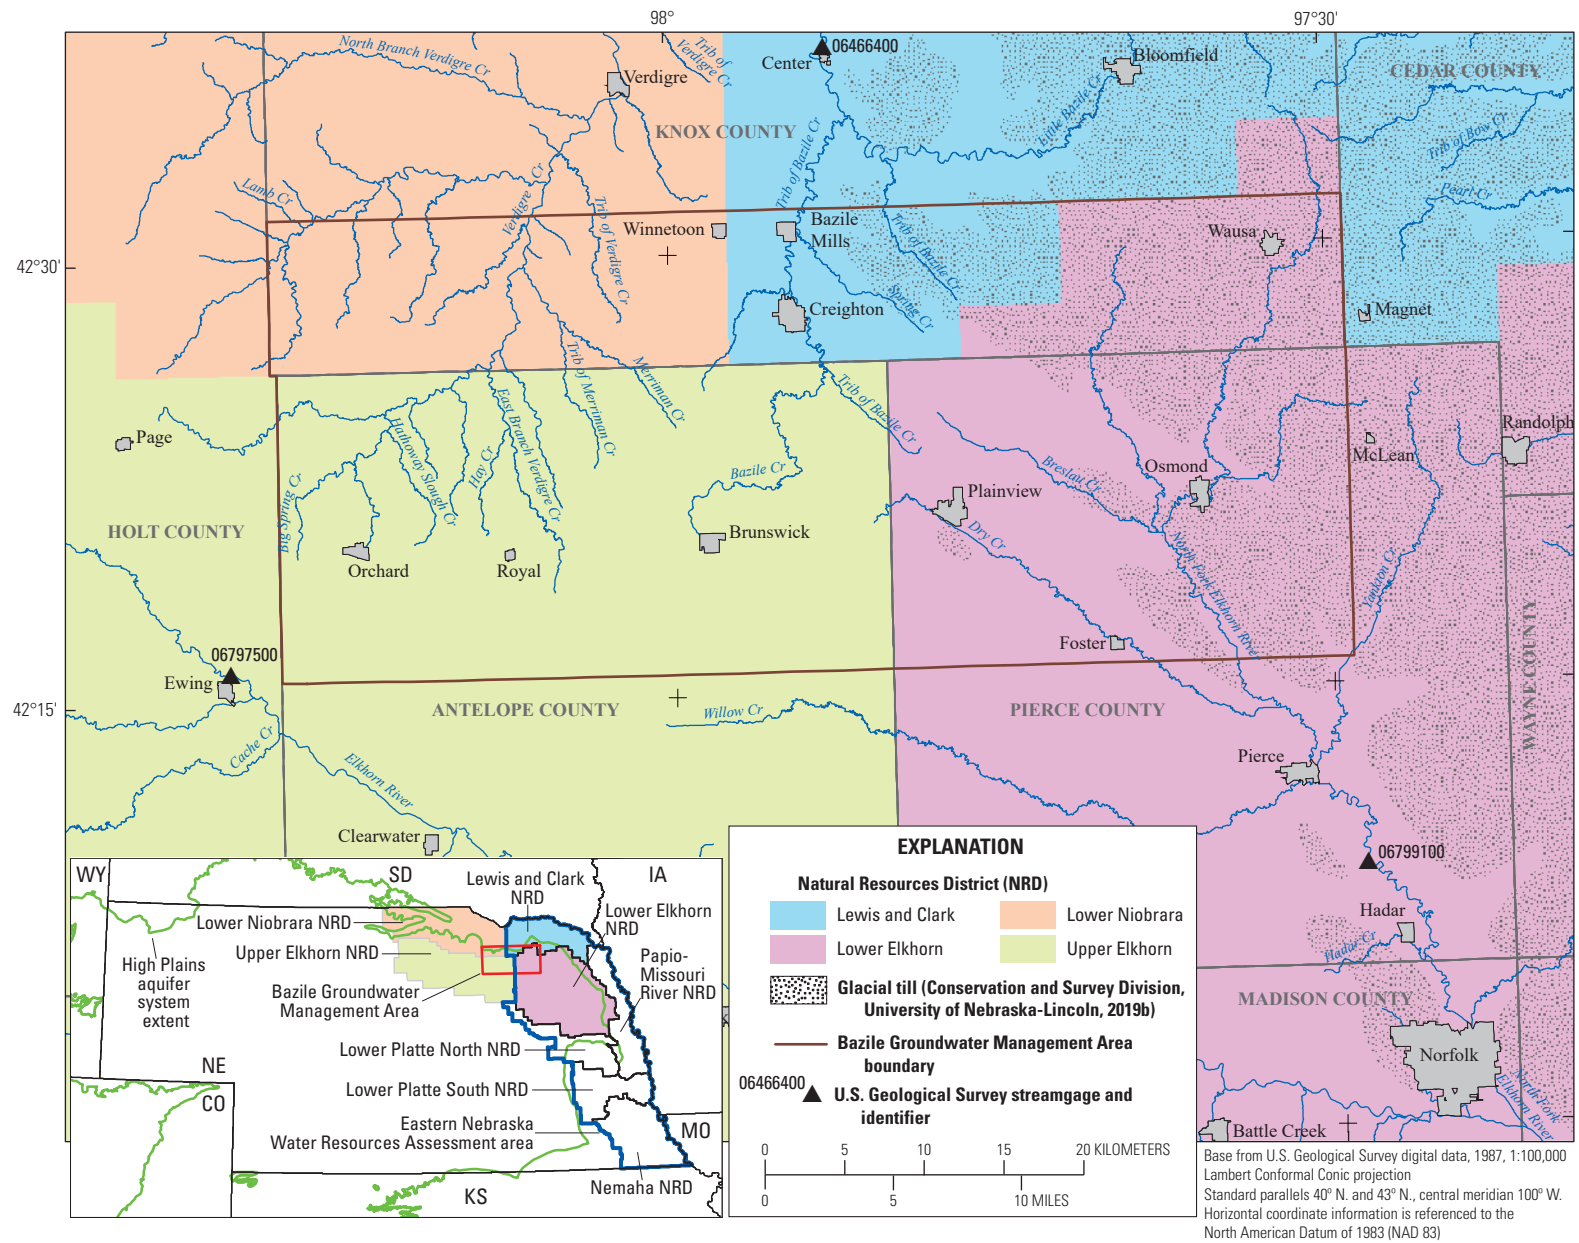 98°
97°30'
42°30'
42°15'
North Branch Verdigre Cr
Trib of
Verdigre Cr
Verdigre
Center
06466400
Bloomfield
CEDAR COUNTY
KNOX COUNTY
Little Bazile Cr
Trib of Bow Cr
Pearl Cr
Trib of Bazile Cr
Lamb Cr
Verdigre Cr
Trib of Verdigre Cr
Winnetoon
Bazile
Mills
Trib of Bazile Cr
Wausa
Spring Cr
Creighton
Magnet
Trib of Merriman Cr
Merriman Cr
Trib of Bazile Cr
Page
Hathoway Slough Cr
East Branch Verdigre Cr
Hay Cr
Big Spring Cr
Bazile Cr
Breslau Cr
Osmond
McLean
Randolph
Plainview
Dry Cr
HOLT COUNTY
Orchard
Royal
Brunswick
North Fork Elkhorn River
Yankton Cr
WAYNE COUNTY
Foster
06797500
Ewing
ANTELOPE COUNTY
Willow Cr
PIERCE COUNTY
Cache Cr
Elkhorn River
Pierce
Clearwater
06799100
Hadar
Hadar Cr
MADISON COUNTY
Norfolk
North Fork
Elkhorn River
Battle Creek
WY
SD
IA
Lewis and Clark
NRD
Lower Niobrara NRD
Lower Elkhorn
NRD
Upper Elkhorn NRD
High Plains
aquifer
system
extent
Papio-
Missouri
River NRD
Bazile Groundwater
Management Area
Lower Platte North NRD
NE
CO
Lower Platte South NRD
Eastern Nebraska
Water Resources Assessment area
MO
KS
Nemaha NRD
EXPLANATION
Natural Resources District (NRD)
Lewis and Clark
Lower Niobrara
Lower Elkhorn
Upper Elkhorn
Glacial till (Conservation and Survey Division,
University of Nebraska-Lincoln, 2019b)
Bazile Groundwater Management Area
boundary
06466400
U.S. Geological Survey streamgage and
identifier
0 5 10 15 20 KILOMETERS
0 5 10 MILES
Base from U.S. Geological Survey digital data, 1987, 1:100,000
Lambert Conformal Conic projection
Standard parallels 40° N. and 43° N., central meridian 100° W.
Horizontal coordinate information is referenced to the
North American Datum of 1983 (NAD 83)